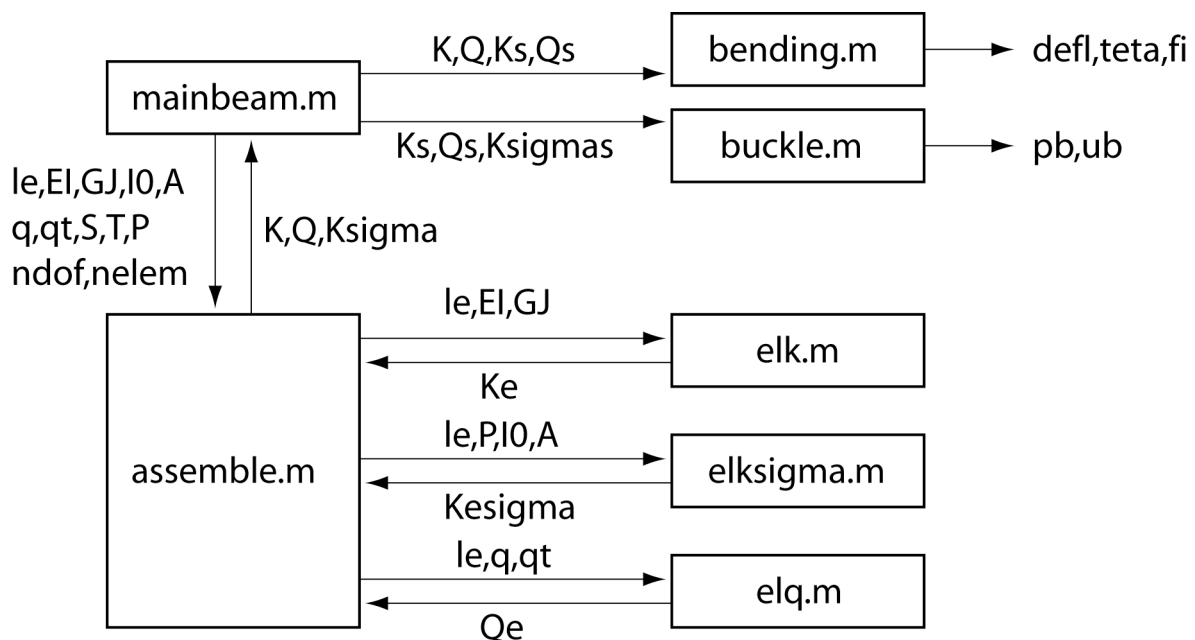 K,Q,Ks,Qs
bending.m
defl,teta,fi
mainbeam.m
Ks,Qs,Ksigmas
buckle.m
pb,ub
le,EI,GJ,I0,A
q,qt,S,T,P
ndof,nelem
K,Q,Ksigma
le,EI,GJ
elk.m
Ke
le,P,I0,A
assemble.m
elksigma.m
Kesigma
le,q,qt
elq.m
Qe